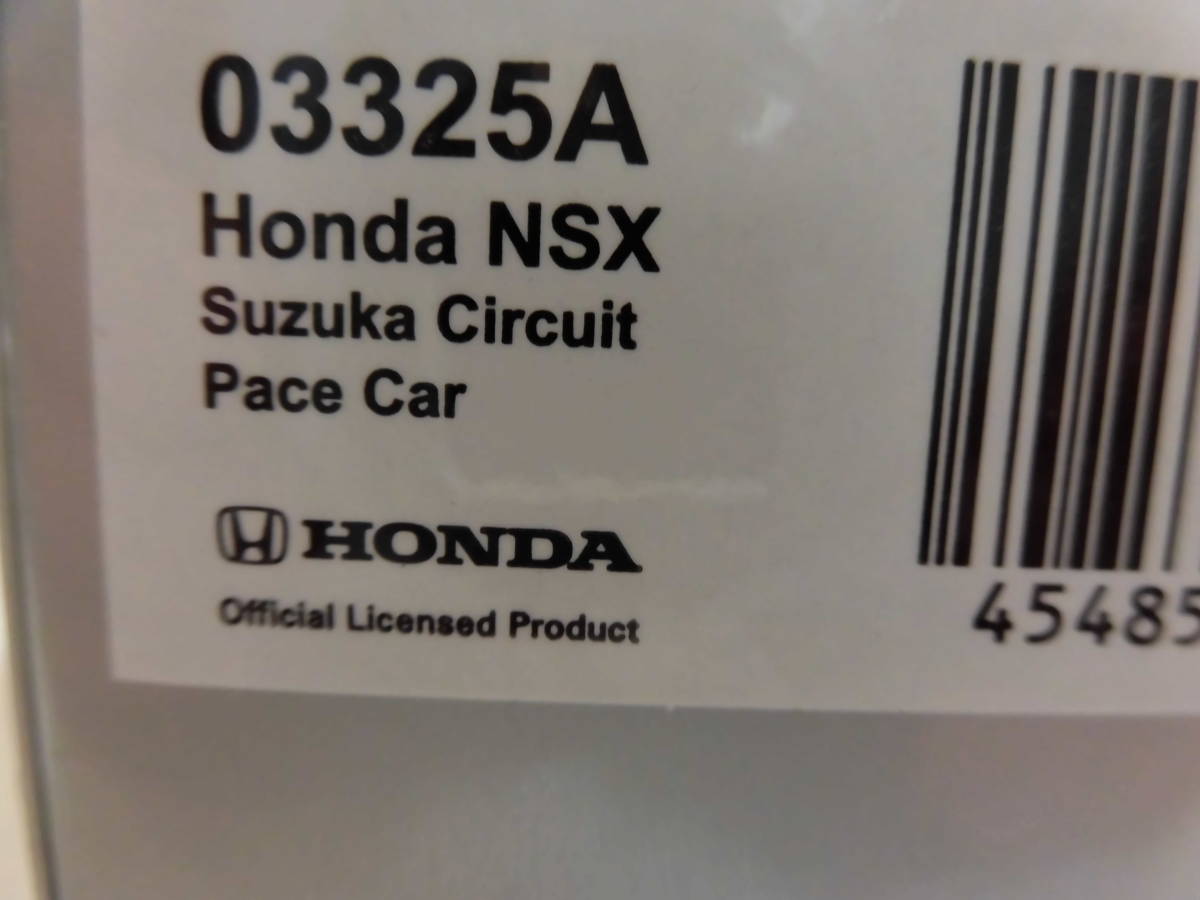 03325A
Honda NSX
Suzuka Circuit
Pace Car
HONDA
Official Licensed Product
45485